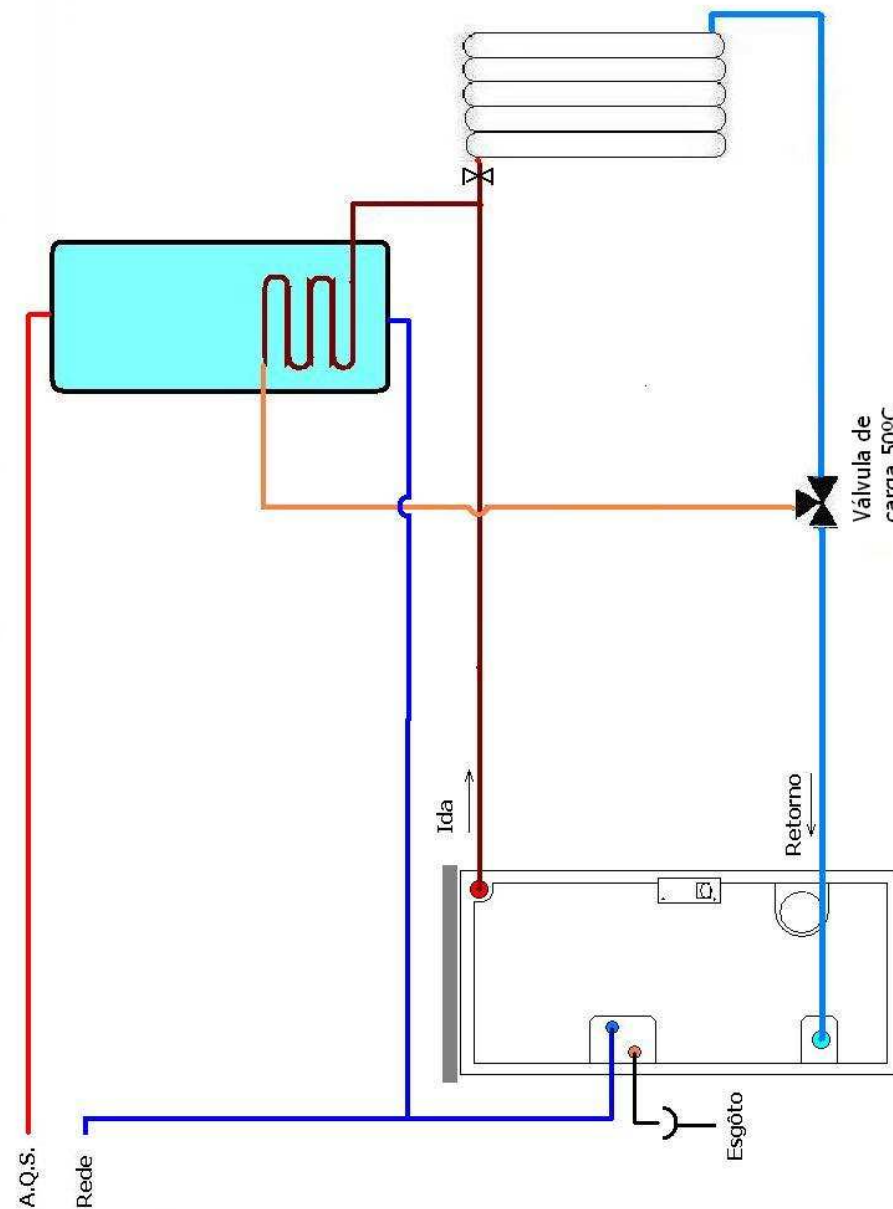 A.Q.S.
Rede
Ida
Retorno
Esgôto
Válvula de
carga 50ºC